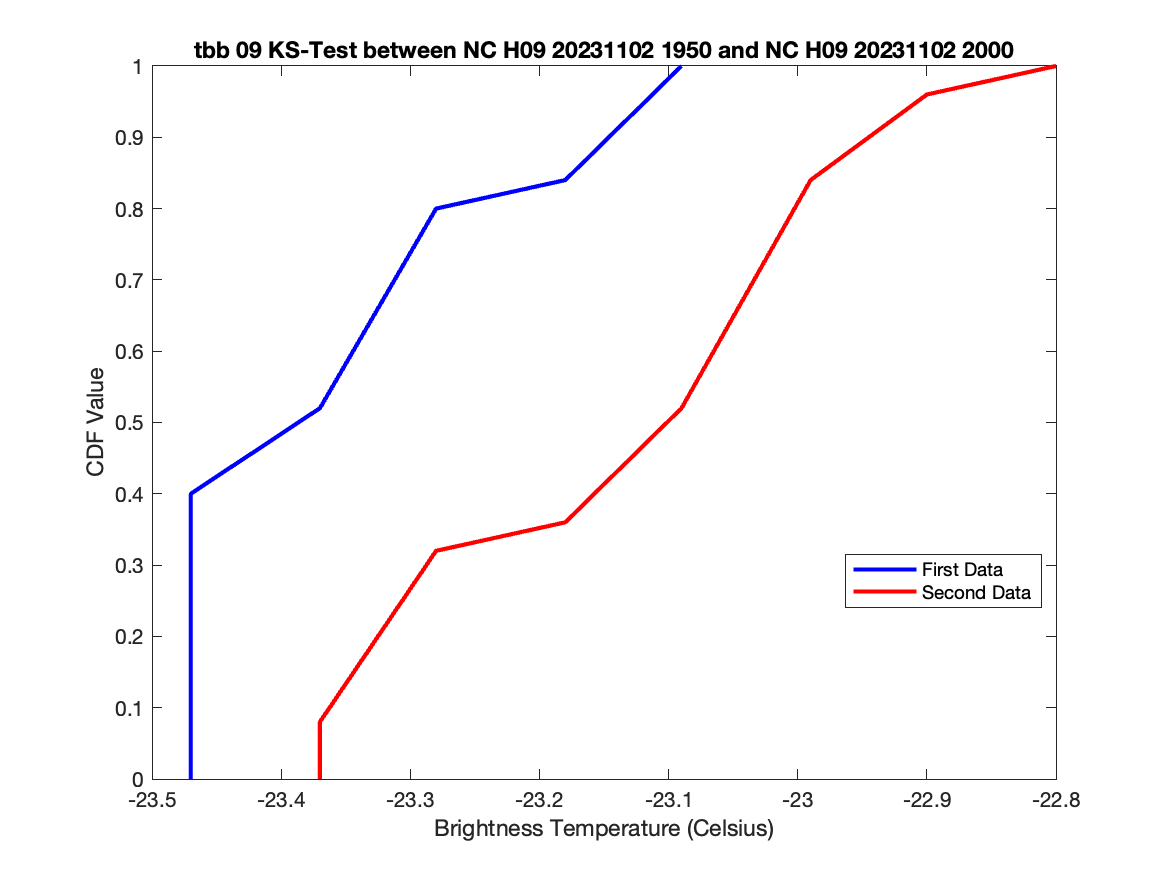 tbb 09 KS-Test between NC H09 20231102 1950 and NC H09 20231102 2000
1
0.9
0.8
0.7
0.6
0.5
0.4
0.3
0.2
0.1
0
CDF Value
First Data
Second Data
-23.5 -23.4 -23.3 -23.2 -23.1 -23 -22.9 -22.8
Brightness Temperature (Celsius)